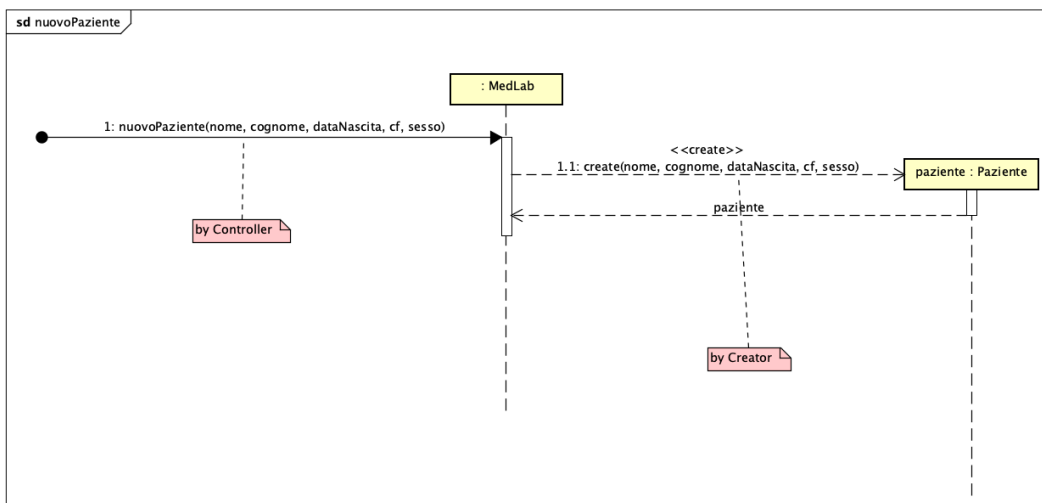 sd nuovoPaziente
: MedLab
1: nuovoPaziente(nome, cognome, dataNascita, cf, sesso)
<<create>>
1.1: create(nome, cognome, dataNascita, cf, sesso)
paziente : Paziente
paziente
by Controller
by Creator